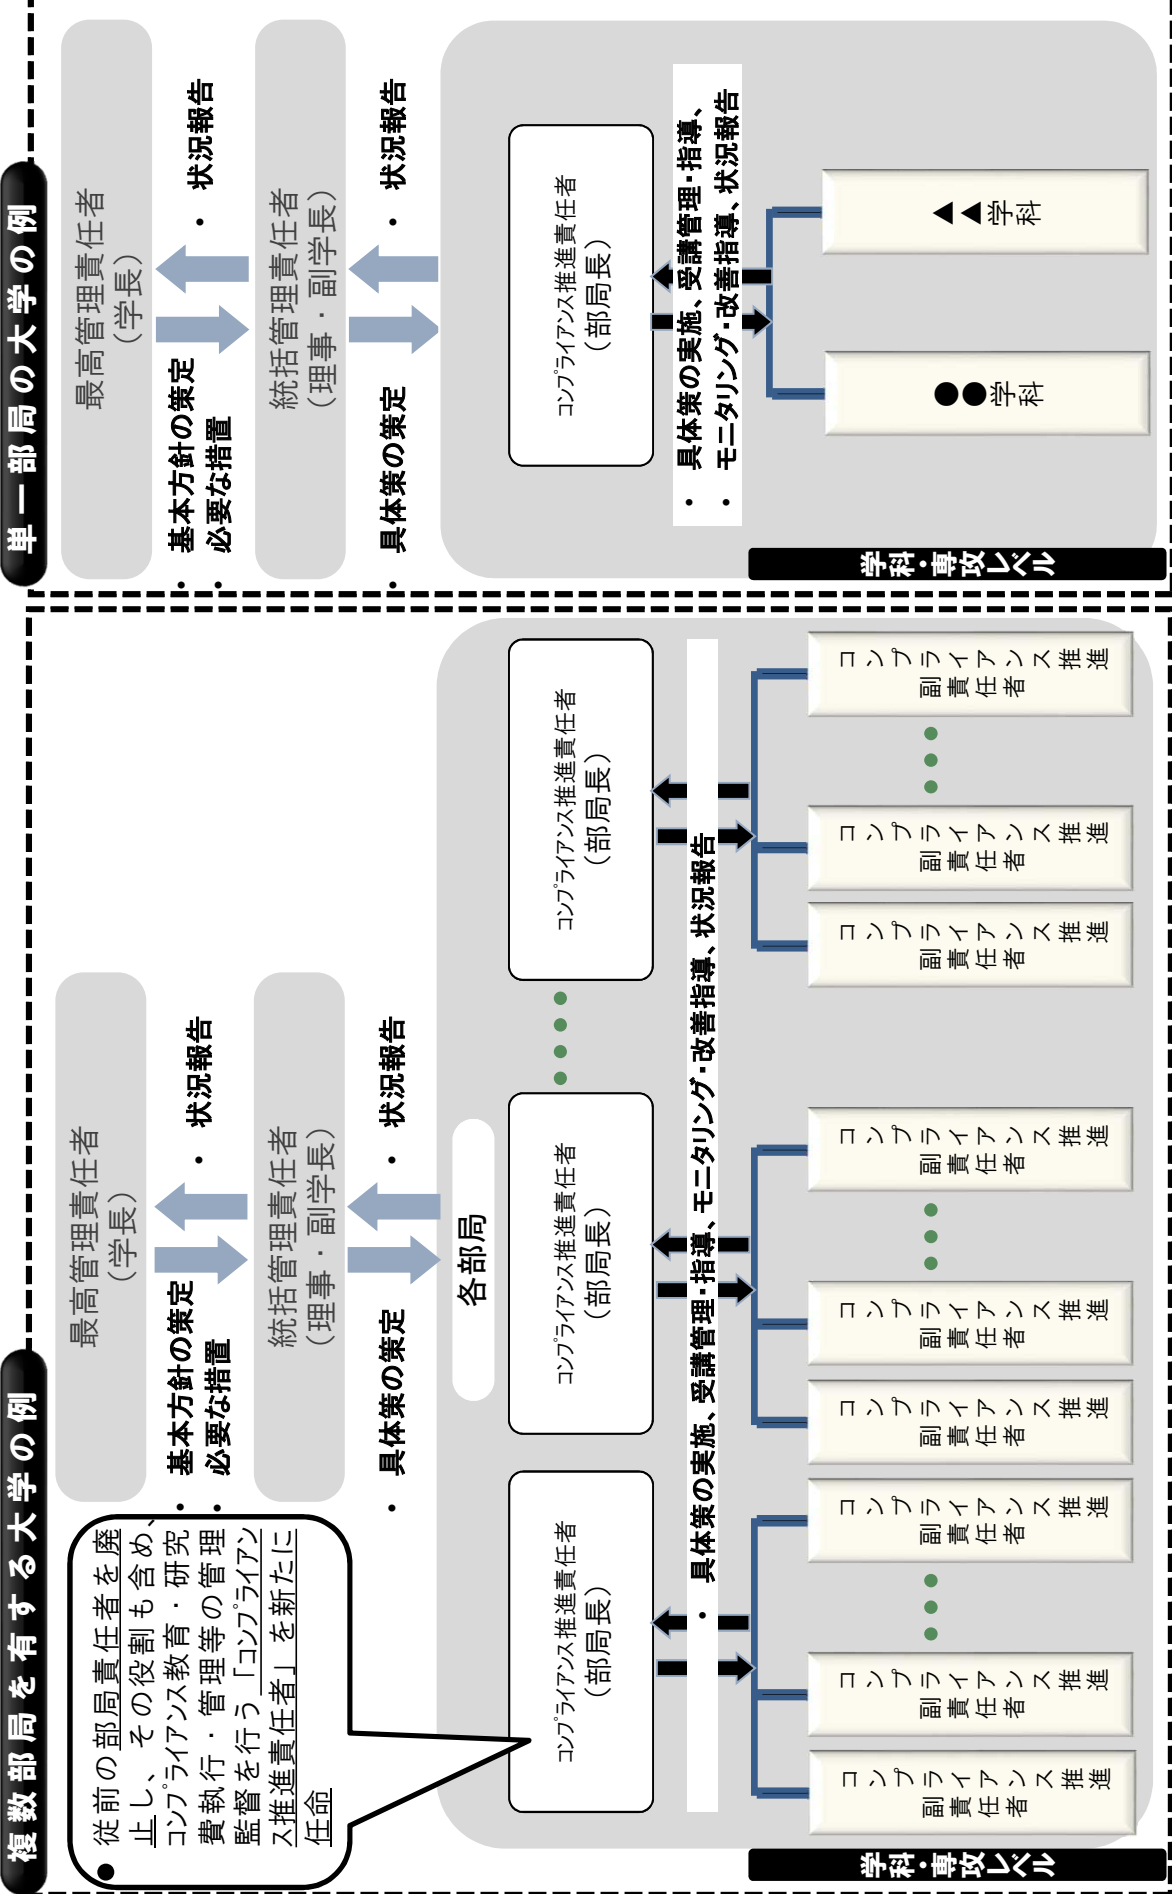 複数部局を有する大学の例
最高管理責任者
(学長)
・ 基本方針の策定
・ 必要な措置
・ 状況報告
統括管理責任者
(理事・副学長)
・ 具体策の策定
・ 状況報告
● 従前の部局責任者を廃
止し、その役割も含め、
コンプライアンス教育・研究
費執行・管理等の管理
監督を行う「コンプライアン
ス推進責任者」を新たに
任命
各部局
コンプライアンス推進責任者
(部局長)
コンプライアンス推進責任者
(部局長)
コンプライアンス推進責任者
(部局長)
・ 具体策の実施、受講管理・指導、モニタリング・改善指導、状況報告
学科・専攻レベル
コンプライアンス推進
副責任者
コンプライアンス推進
副責任者
コンプライアンス推進
副責任者
コンプライアンス推進
副責任者
コンプライアンス推進
副責任者
コンプライアンス推進
副責任者
コンプライアンス推進
副責任者
コンプライアンス推進
副責任者
コンプライアンス推進
副責任者
単一部局の大学の例
最高管理責任者
(学長)
・ 基本方針の策定
・ 必要な措置
・ 状況報告
統括管理責任者
(理事・副学長)
・ 具体策の策定
・ 状況報告
コンプライアンス推進責任者
(部局長)
・ 具体策の実施、受講管理・指導、
・ モニタリング・改善指導、状況報告
学科・専攻レベル
●●学科
▲▲学科